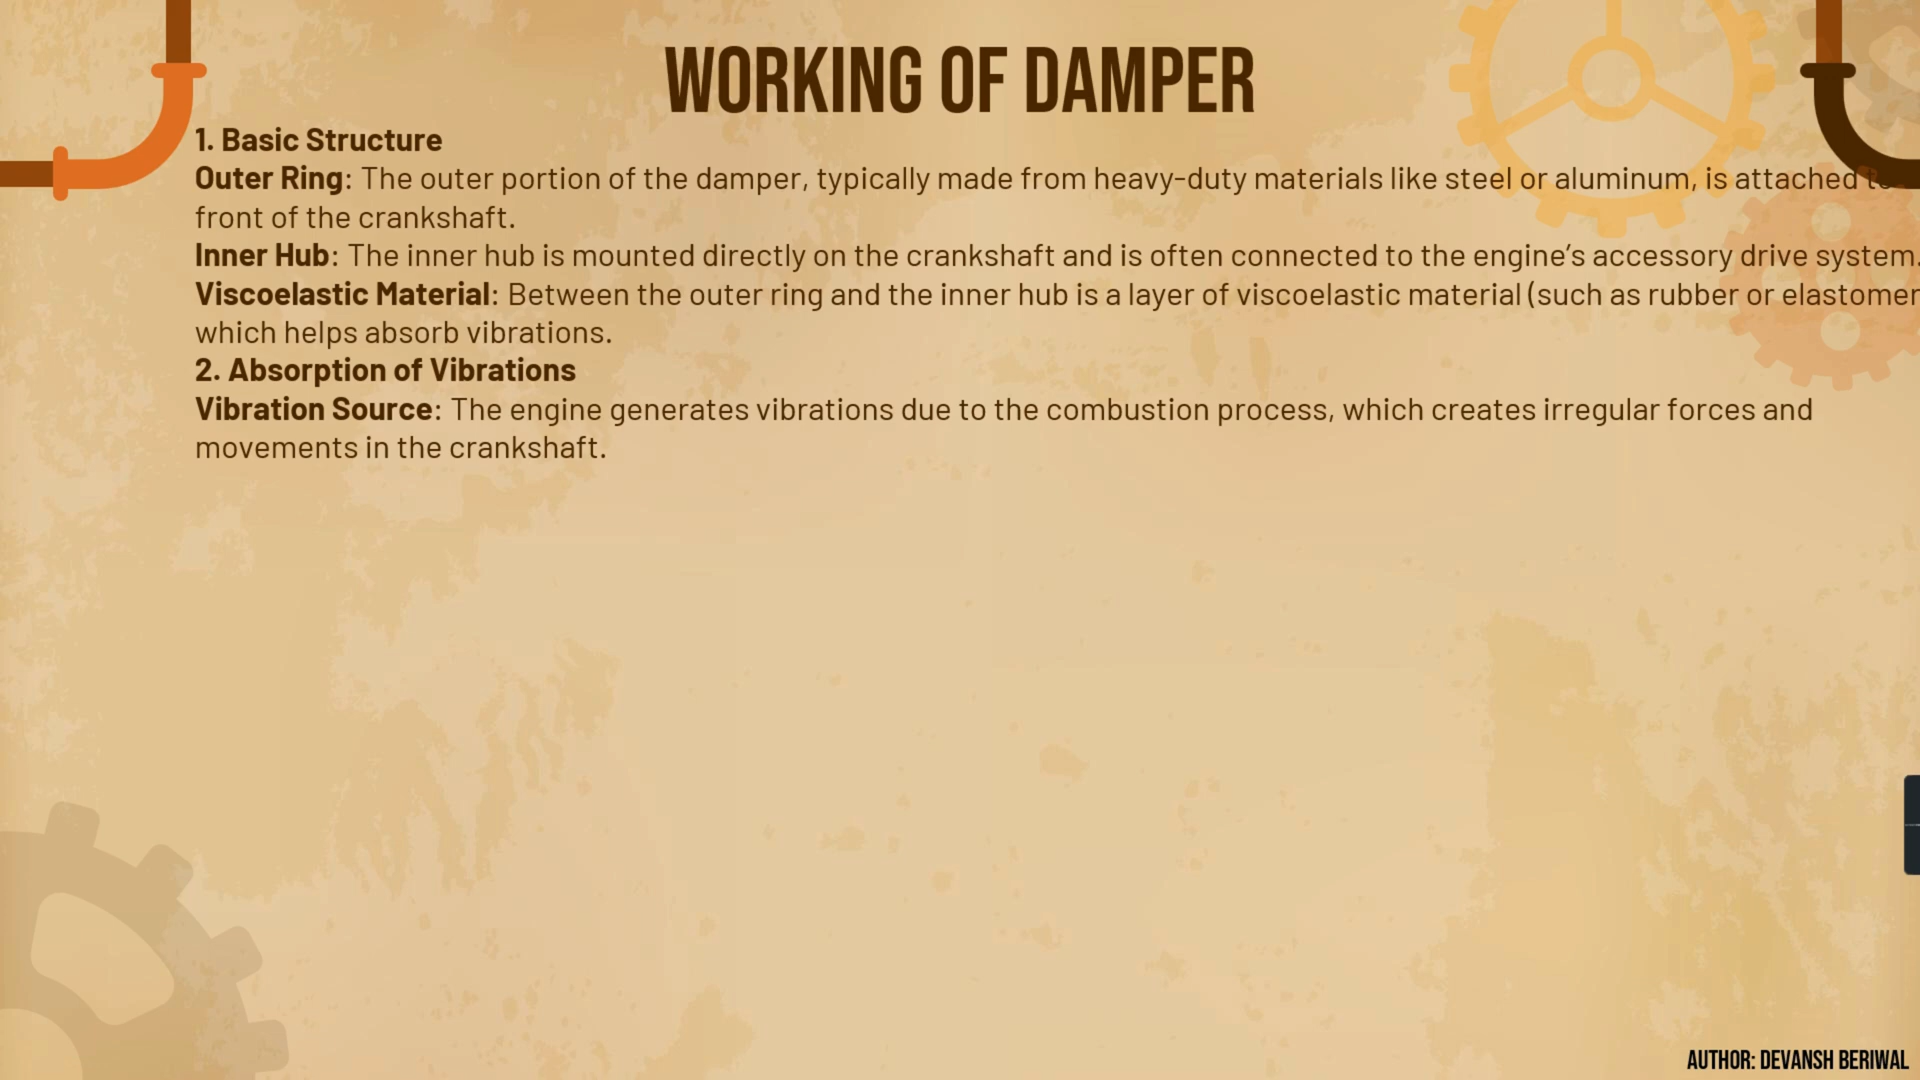 WORKING OF DAMPER
1. Basic Structure
Outer Ring: The outer portion of the damper, typically made from heavy-duty materials like steel or aluminum, is attached to
front of the crankshaft.
Inner Hub: The inner hub is mounted directly on the crankshaft and is often connected to the engine’s accessory drive system.
Viscoelastic Material: Between the outer ring and the inner hub is a layer of viscoelastic material (such as rubber or elastomer
which helps absorb vibrations.
2. Absorption of Vibrations
Vibration Source: The engine generates vibrations due to the combustion process, which creates irregular forces and
movements in the crankshaft.
AUTHOR: DEVANSH BERIWAL